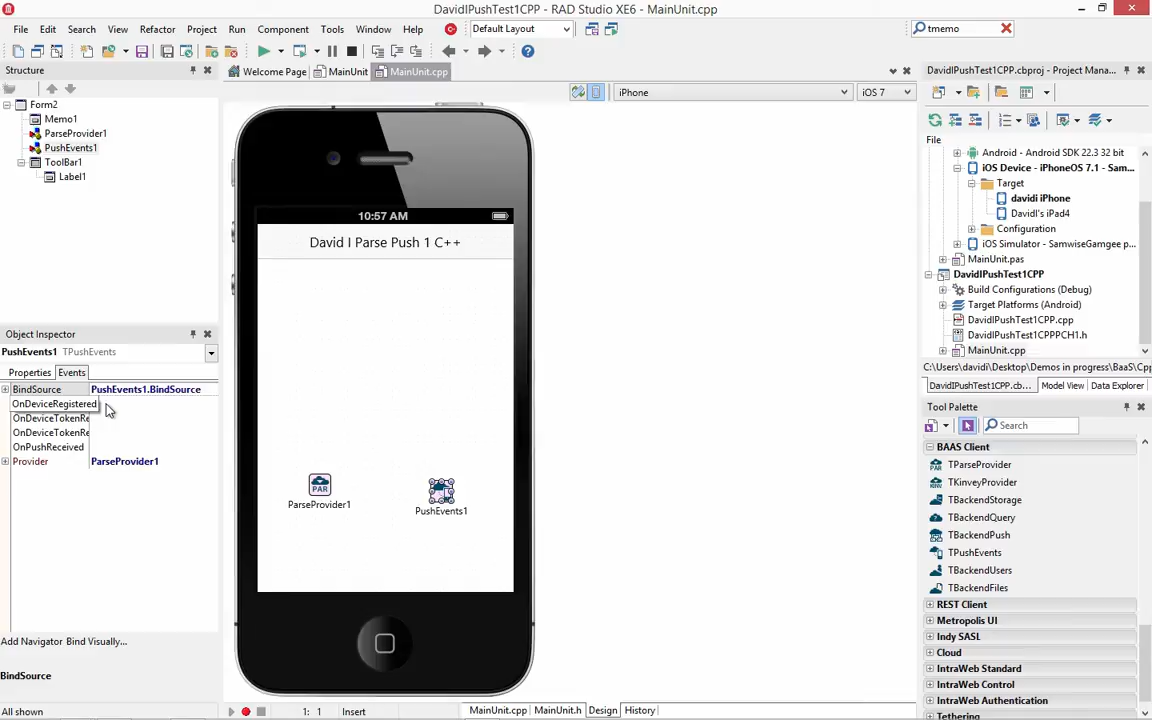 DavidIPushTest1CPP - RAD Studio XE6 - MainUnit.cpp
File Edit Search View Refactor Project Run Component Tools Window Help
Default Layout
tmemo
Structure
Welcome Page MainUnit MainUnit.cpp
DavidIPushTest1CPP.cbproj - Project Mana...
iPhone
iOS 7
Form2
Memo1
ParseProvider1
PushEvents1
ToolBar1
Label1
File
Android - Android SDK 22.3 32 bit
iOS Device - iPhoneOS 7.1 - Sam...
Target
davidi iPhone
DavidI's iPad4
Configuration
iOS Simulator - SamwiseGamgee p...
MainUnit.pas
DavidIPushTest1CPP
Build Configurations (Debug)
Target Platforms (Android)
DavidIPushTest1CPP.cpp
DavidIPushTest1CPPPCH1.h
MainUnit.cpp
C:\Users\davidi\Desktop\Demos in progress\BaaS\C+
DavidIPushTest1CPP.cb... Model View Data Explorer
10:57 AM
David I Parse Push 1 C++
ParseProvider1
PushEvents1
Object Inspector
PushEvents1 TPushEvents
Properties Events
BindSource PushEvents1.BindSource
OnDeviceRegistered
OnDeviceTokenRe
OnDeviceTokenRe
OnPushReceived
Provider ParseProvider1
Add Navigator Bind Visually...
BindSource
All shown
Tool Palette
Search
BAAS Client
TParseProvider
TKinveyProvider
TBackendStorage
TBackendQuery
TBackendPush
TPushEvents
TBackendUsers
TBackendFiles
REST Client
Metropolis UI
Indy SASL
Cloud
IntraWeb Standard
IntraWeb Control
IntraWeb Authentication
Tethering
1: 1 Insert MainUnit.cpp MainUnit.h Design History
PAR